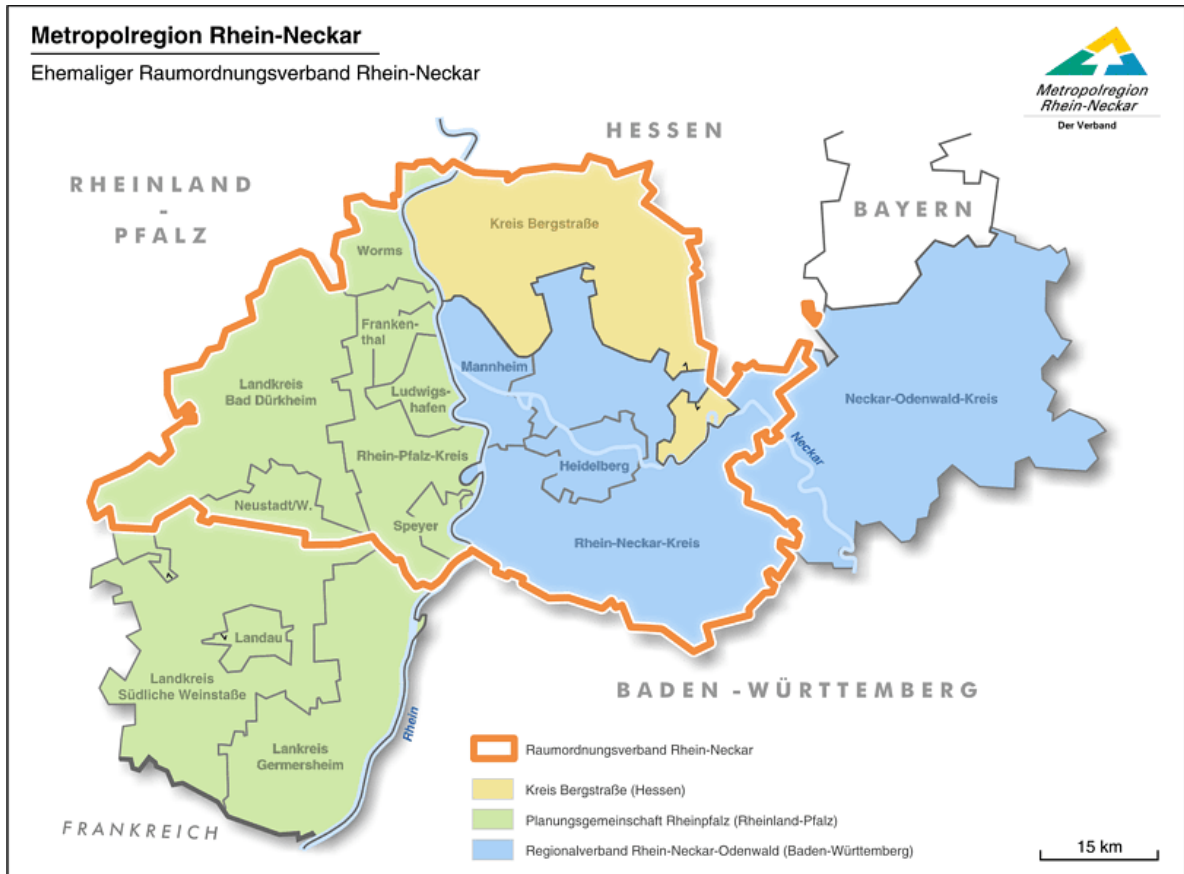 Metropolregion Rhein-Neckar
Ehemaliger Raumordnungsverband Rhein-Neckar
Metropolregion
Rhein-Neckar
Der Verband
HESSEN
RHEINLAND
-
PFALZ
BAYERN
Kreis Bergstraße
Worms
Franken-
thal
Mannheim
Landkreis
Bad Dürkheim
Ludwigs-
hafen
Neckar-Odenwald-Kreis
Neckar
Rhein-Pfalz-Kreis
Heidelberg
Neustadt/W.
Speyer
Rhein-Neckar-Kreis
Landau
Landkreis
Südliche Weinstaße
BADEN - WÜRTTEMBERG
Rhein
Lankreis
Germersheim
Raumordnungsverband Rhein-Neckar
Kreis Bergstraße (Hessen)
Planungsgemeinschaft Rheinpfalz (Rheinland-Pfalz)
Regionalverband Rhein-Neckar-Odenwald (Baden-Württemberg)
FRANKREICH
15 km